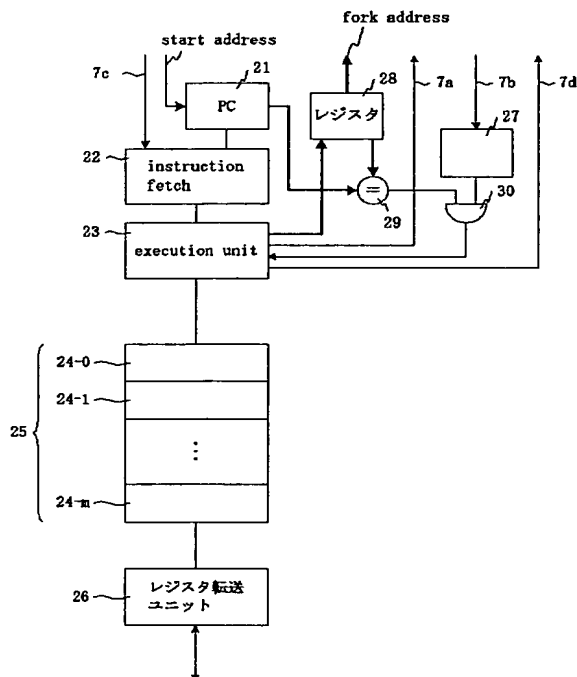 fork address
start address
7c
21
28
7a
7b
7d
27
PC
レジスタ
22
instruction
fetch
=
30
29
23
execution unit
24-0
24-1
25
⋮
24-m
26
レジスタ転送
ユニット